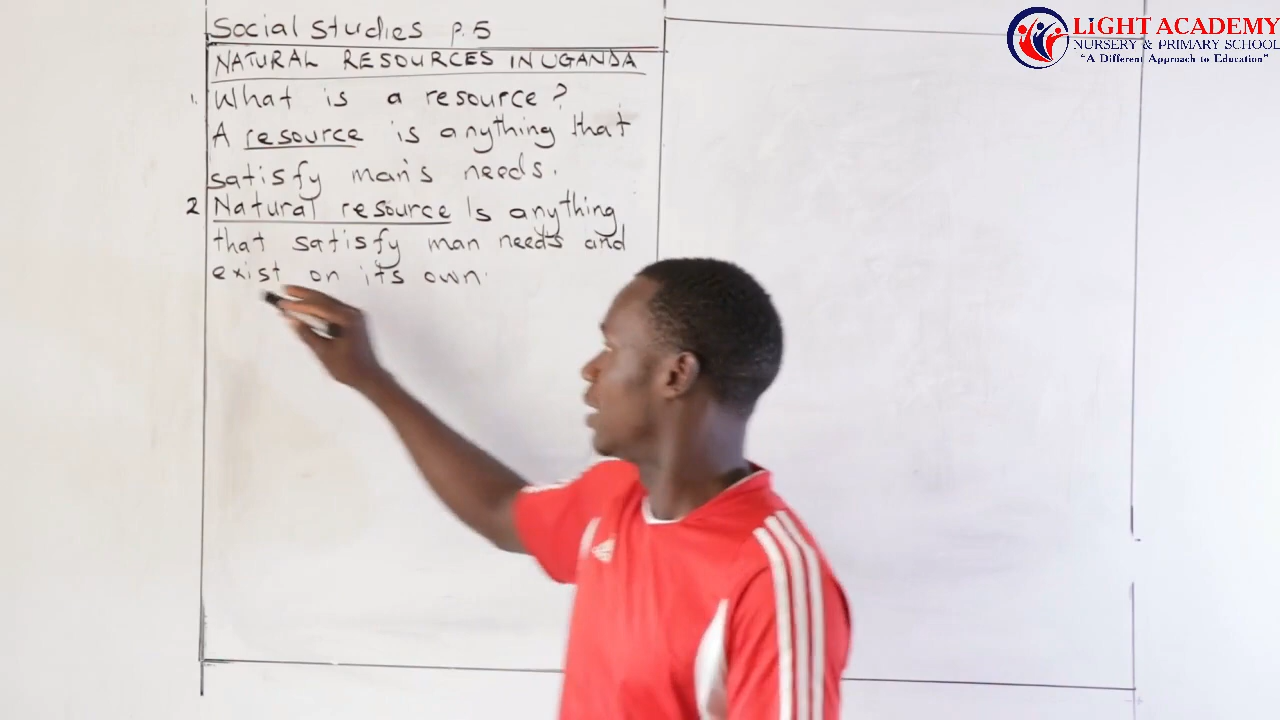 Social Studies p.5
NATURAL RESOURCES IN UGANDA
1. What is a resource?
A resource is anything that
satisfy man's needs.
2 Natural resource Is anything
that satisfy man needs and
exist on its own.
LIGHT ACADEMY
NURSERY & PRIMARY SCHOOL
"A Different Approach to Education"